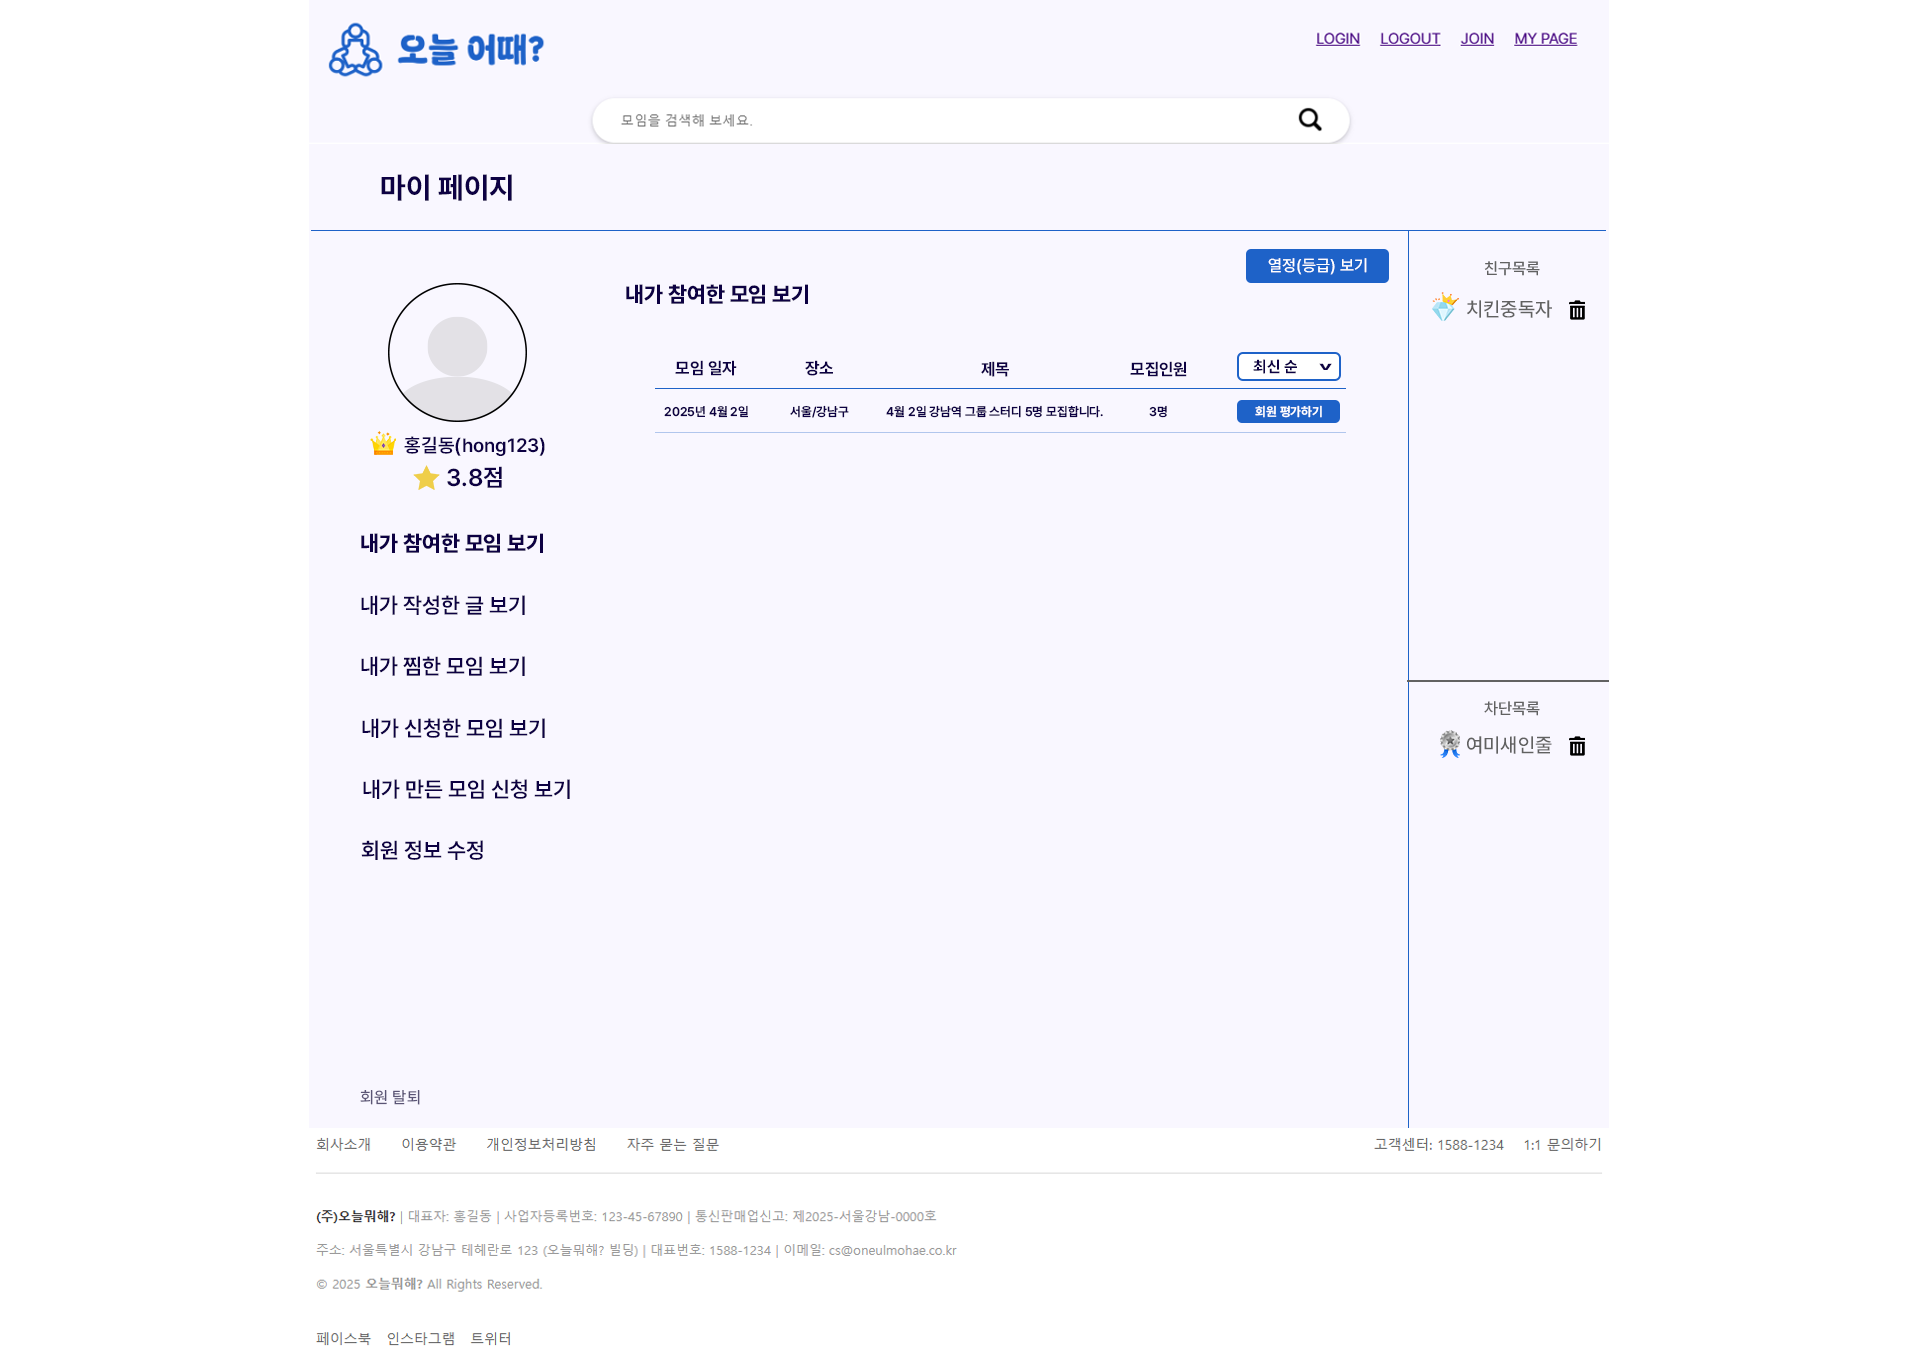 오늘 어때?
LOGIN LOGOUT JOIN MY PAGE
모임을 검색해 보세요.
마이 페이지
홍길동(hong123)
3.8점
내가 참여한 모임 보기
내가 작성한 글 보기
내가 찜한 모임 보기
내가 신청한 모임 보기
내가 만든 모임 신청 보기
회원 정보 수정
회원 탈퇴
열정(등급) 보기
내가 참여한 모임 보기
모임 일자 장소 제목 모집인원 최신 순
2025년 4월 2일 서울/강남구 4월 2일 강남역 그룹 스터디 5명 모집합니다. 3명 회원 평가하기
친구목록
치킨중독자
차단목록
여미새인줄
회사소개 이용약관 개인정보처리방침 자주 묻는 질문 고객센터: 1588-1234 1:1 문의하기
(주)오늘뭐해? | 대표자: 홍길동 | 사업자등록번호: 123-45-67890 | 통신판매업신고: 제2025-서울강남-0000호
주소: 서울특별시 강남구 테헤란로 123 (오늘뭐해? 빌딩) | 대표번호: 1588-1234 | 이메일: cs@oneulmohae.co.kr
© 2025 오늘뭐해? All Rights Reserved.
페이스북 인스타그램 트위터